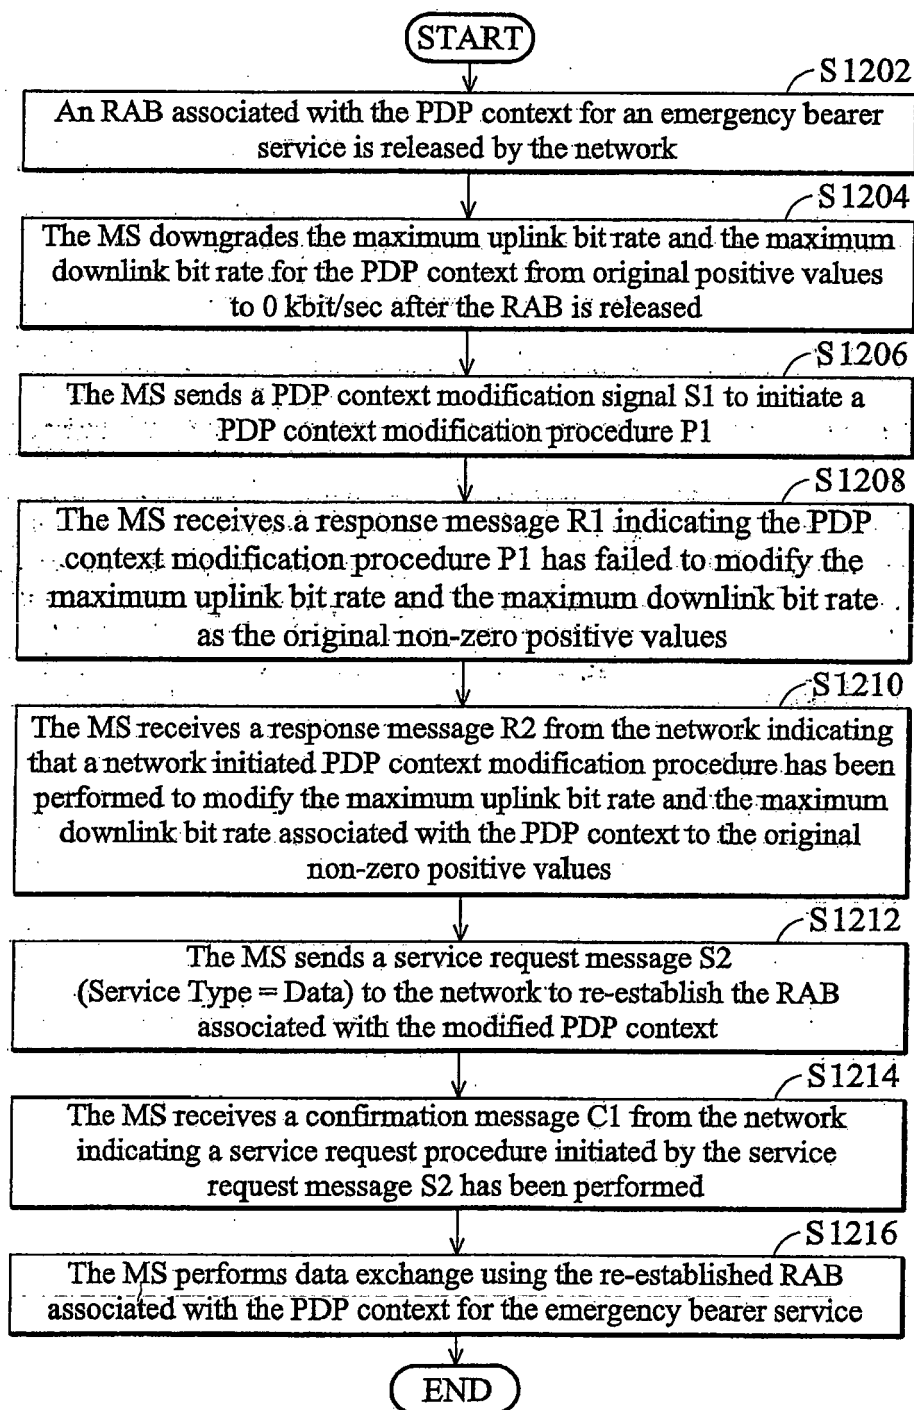 START
S1202
An RAB associated with the PDP context for an emergency bearer
service is released by the network
S1204
The MS downgrades the maximum uplink bit rate and the maximum
downlink bit rate for the PDP context from original positive values
to 0 kbit/sec after the RAB is released
S1206
The MS sends a PDP context modification signal S1 to initiate a
PDP context modification procedure P1
S1208
The MS receives a response message R1 indicating the PDP
context modification procedure P1 has failed to modify the
maximum uplink bit rate and the maximum downlink bit rate
as the original non-zero positive values
S1210
The MS receives a response message R2 from the network indicating
that a network initiated PDP context modification procedure has been
performed to modify the maximum uplink bit rate and the maximum
downlink bit rate associated with the PDP context to the original
non-zero positive values
S1212
The MS sends a service request message S2
(Service Type = Data) to the network to re-establish the RAB
associated with the modified PDP context
S1214
The MS receives a confirmation message C1 from the network
indicating a service request procedure initiated by the service
request message S2 has been performed
S1216
The MS performs data exchange using the re-established RAB
associated with the PDP context for the emergency bearer service
END